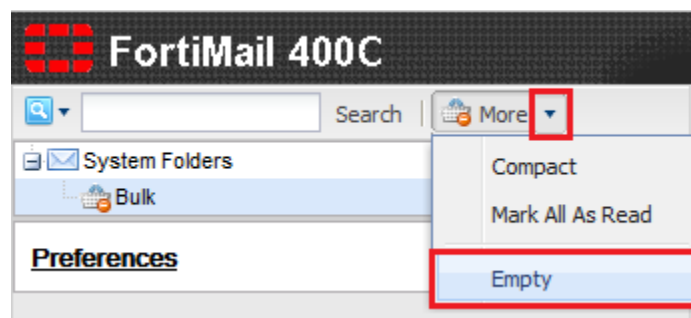 FortiMail 400C
Search More
System Folders
Compact
Bulk
Mark All As Read
Preferences
Empty